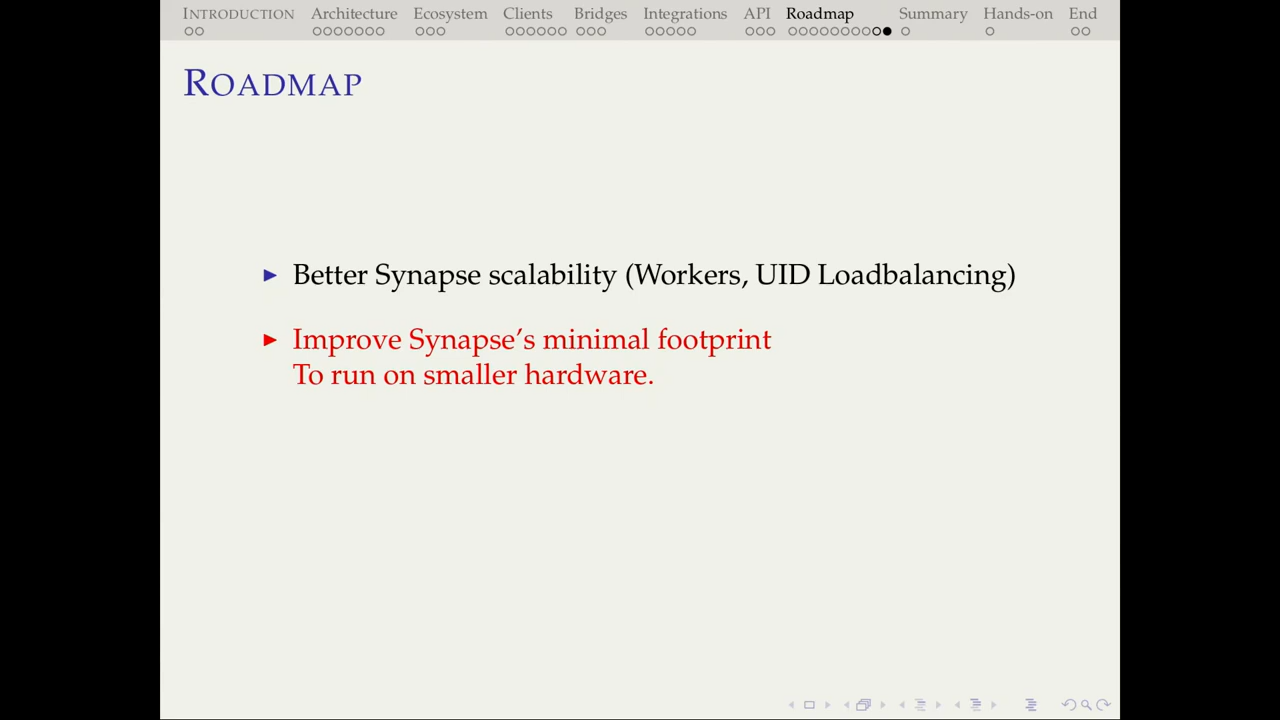 INTRODUCTION Architecture Ecosystem Clients Bridges Integrations API Roadmap Summary Hands-on End
ROADMAP
Better Synapse scalability (Workers, UID Loadbalancing)
Improve Synapse's minimal footprint
To run on smaller hardware.